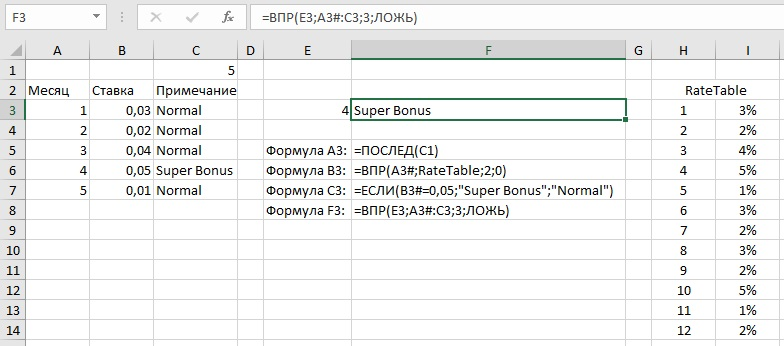 F3 =ВПР(E3;A3#:C3;3;ЛОЖЬ)
A B C D E F G H I
1 5
2 Месяц Ставка Примечание RateTable
3 1 0,03 Normal 4 Super Bonus 1 3%
4 2 0,02 Normal 2 2%
5 3 0,04 Normal Формула A3: =ПОСЛЕД(C1) 3 4%
6 4 0,05 Super Bonus Формула B3: =ВПР(A3#;RateTable;2;0) 4 5%
7 5 0,01 Normal Формула C3: =ЕСЛИ(B3#=0,05;"Super Bonus";"Normal") 5 1%
8 Формула F3: =ВПР(E3;A3#:C3;3;ЛОЖЬ) 6 3%
9 7 2%
10 8 3%
11 9 2%
12 10 5%
13 11 1%
14 12 2%